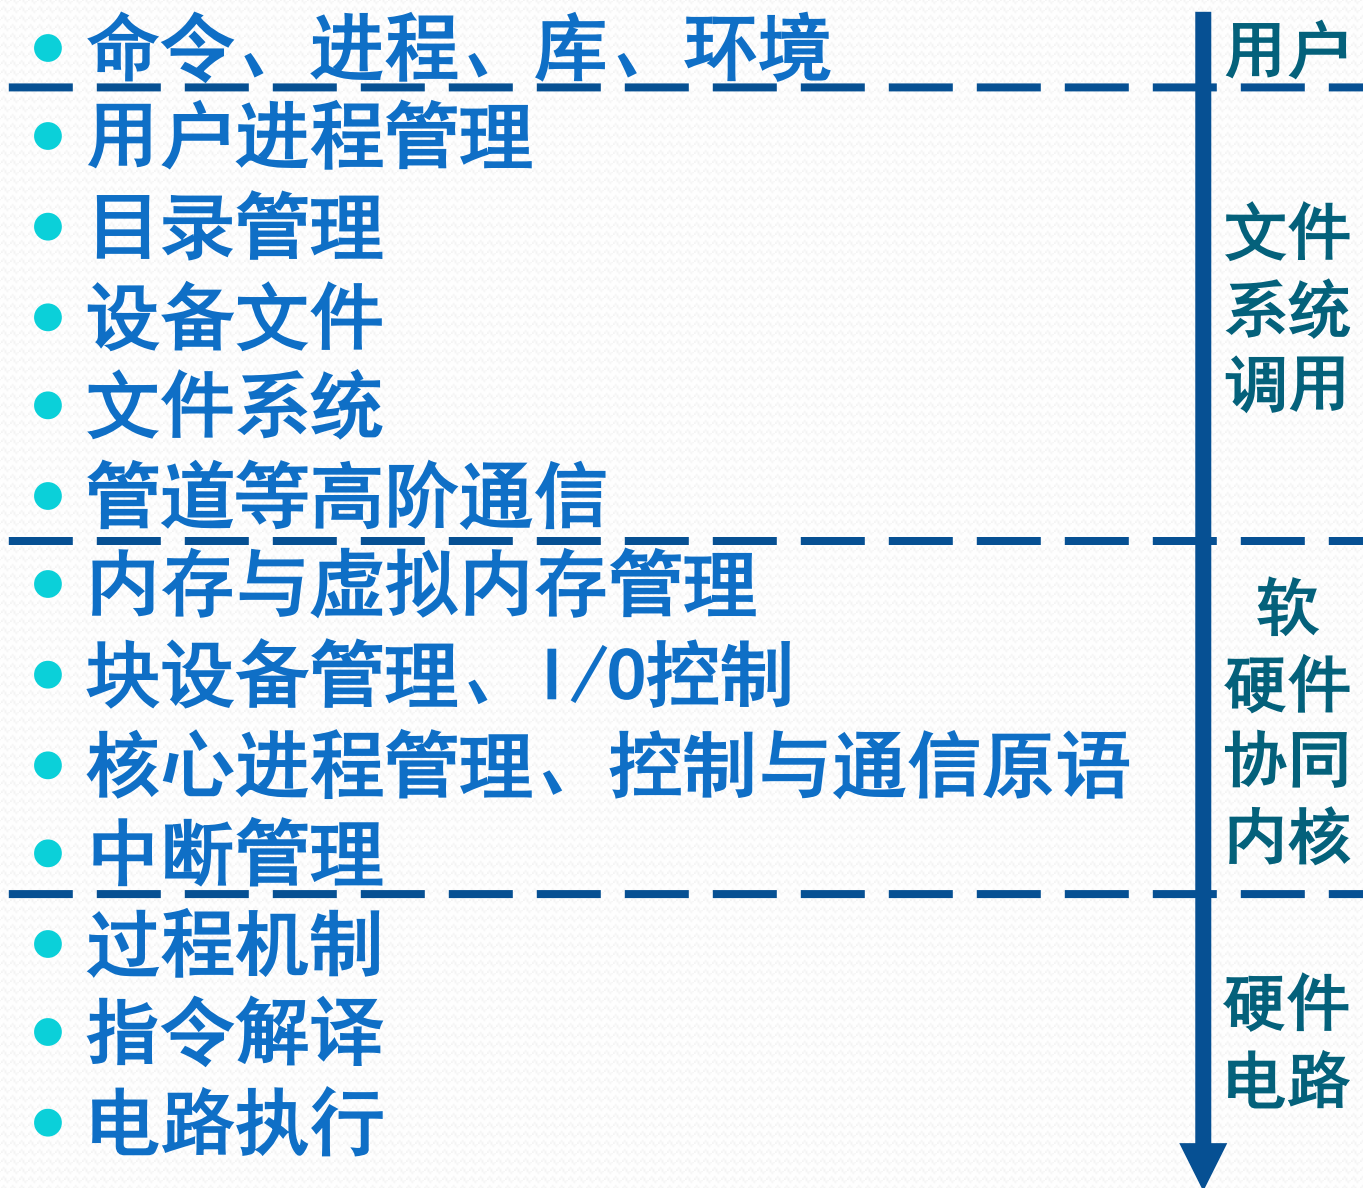 命令、进程、库、环境
用户
用户进程管理
目录管理
设备文件
文件系统
管道等高阶通信
文件
系统
调用
内存与虚拟内存管理
块设备管理、I/O控制
核心进程管理、控制与通信原语
中断管理
软
硬件
协同
内核
过程机制
指令解译
电路执行
硬件
电路